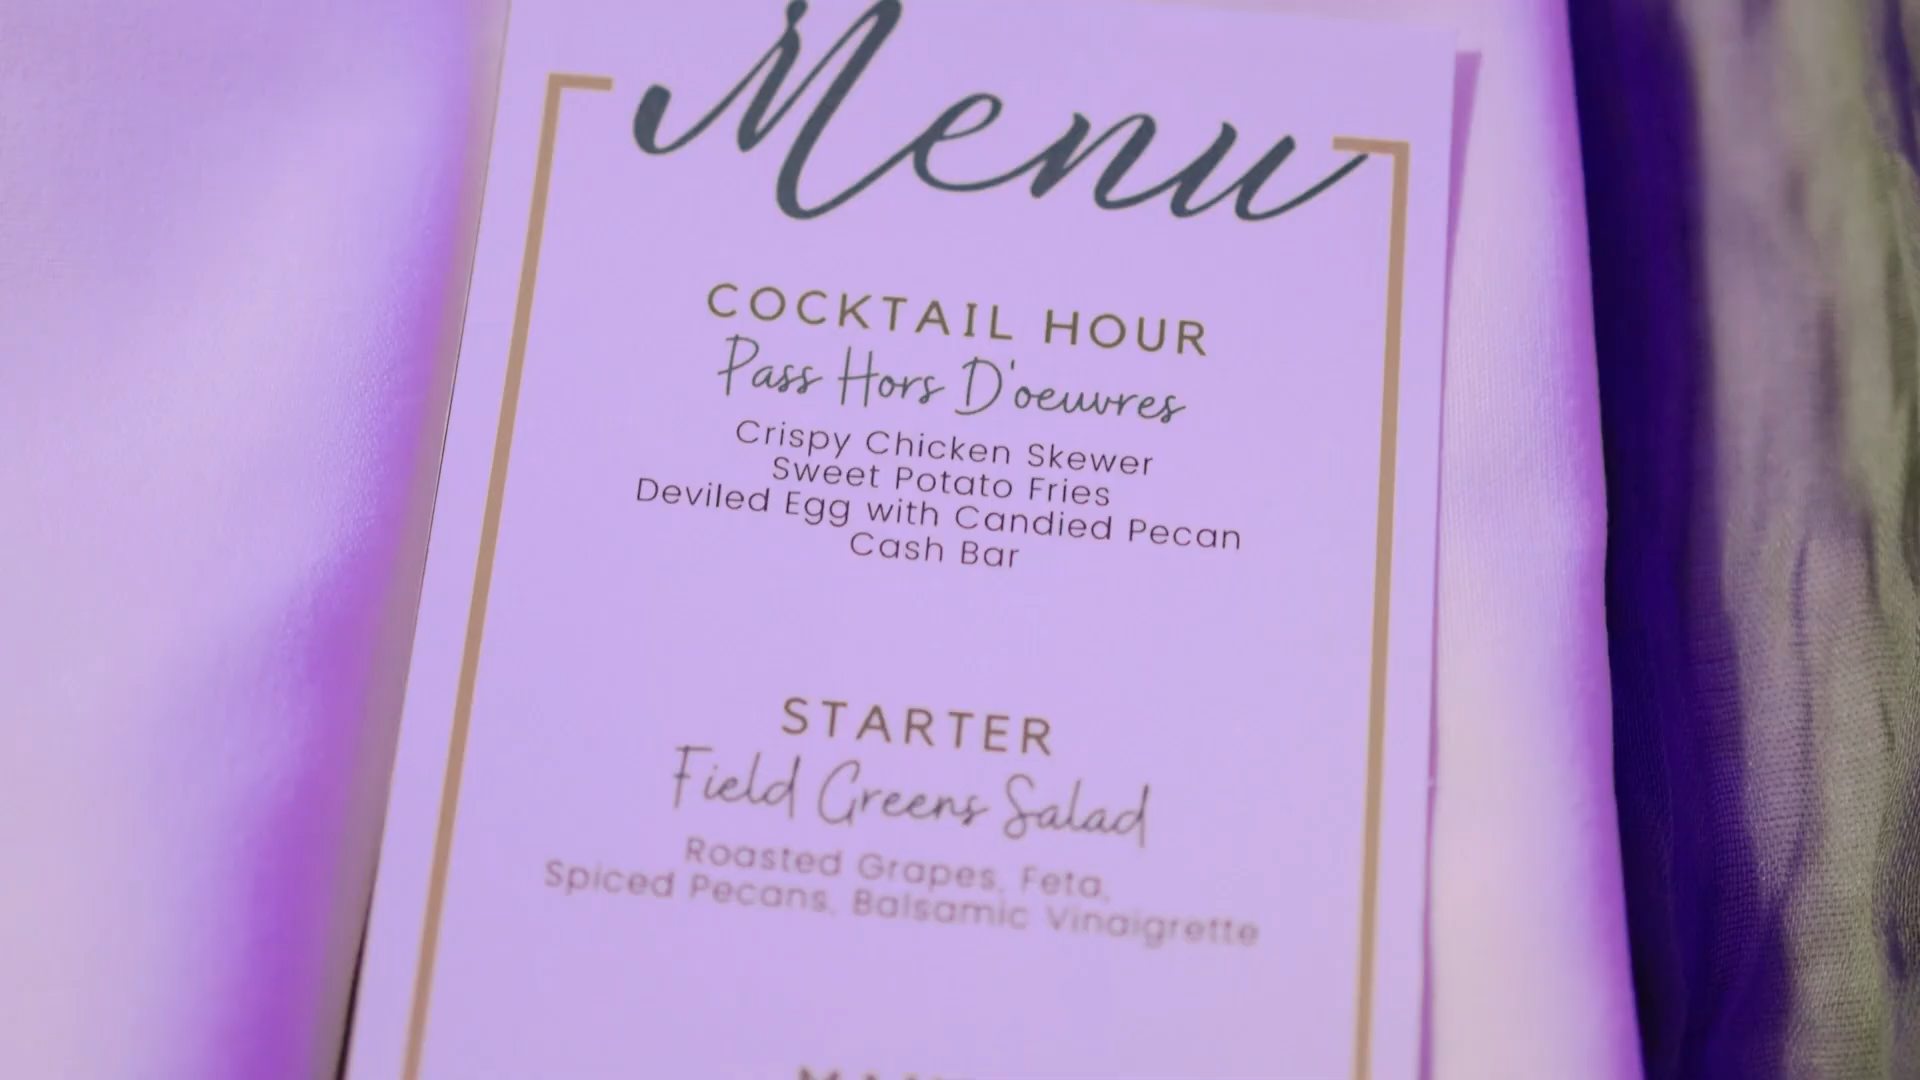 Menu
COCKTAIL HOUR
Pass Hors D'oeuvres
Crispy Chicken Skewer
Sweet Potato Fries
Deviled Egg with Candied Pecan
Cash Bar
STARTER
Field Greens Salad
Roasted Grapes, Feta,
Spiced Pecans, Balsamic Vinaigrette